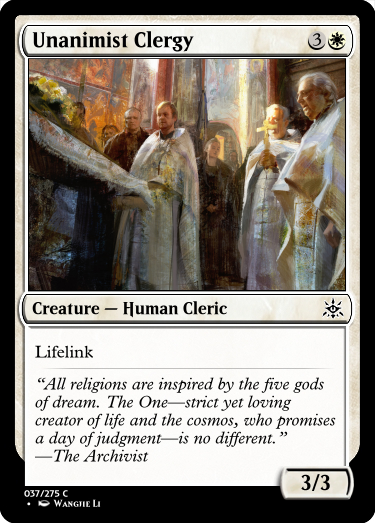 Unanimist Clergy 3
Creature — Human Cleric
Lifelink
“All religions are inspired by the five gods
of dream. The One—strict yet loving
creator of life and the cosmos, who promises
a day of judgment—is no different.”
—The Archivist
3/3
037/275 C
• Wangjie Li